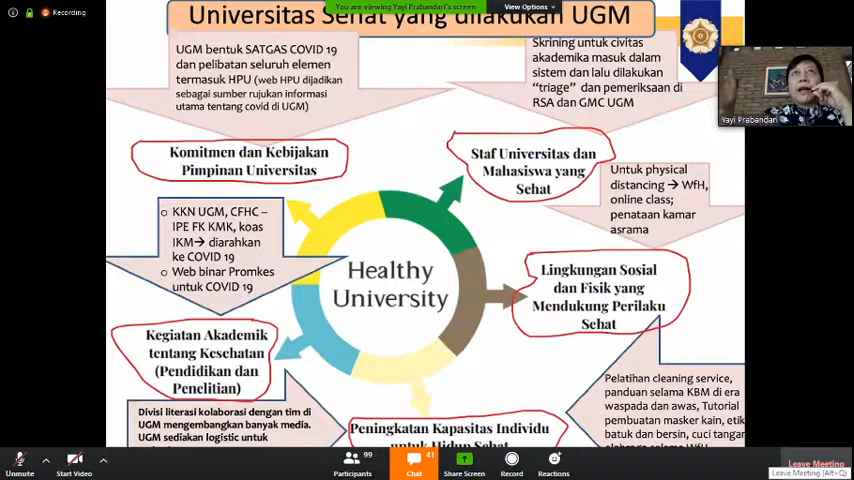 Recording
You are viewing Yayi Prabandari's screen
View Options
Universitas Sehat yang dilakukan UGM
UGM bentuk SATGAS COVID 19
dan pelibatan seluruh elemen
termasuk HPU (web HPU dijadikan
sebagai sumber rujukan informasi
utama tentang covid di UGM)
Skrining untuk civitas
akademika masuk dalam
sistem dan lalu dilakukan
“triage” dan pemeriksaan di
RSA dan GMC UGM
Yayi Prabandari
Komitmen dan Kebijakan
Pimpinan Universitas
Staf Universitas dan
Mahasiswa yang
Sehat
Untuk physical
distancing → WfH,
online class;
penataan kamar
asrama
o KKN UGM, CFHC –
IPE FK KMK, koas
IKM→ diarahkan
ke COVID 19
o Web binar Promkes
untuk COVID 19
Healthy
University
Lingkungan Sosial
dan Fisik yang
Mendukung Perilaku
Sehat
Kegiatan Akademik
tentang Kesehatan
(Pendidikan dan
Penelitian)
Pelatihan cleaning service,
panduan selama KBM di era
waspada dan awas, Tutorial
pembuatan masker kain, etik
batuk dan bersin, cuci tangan
Divisi literasi kolaborasi dengan tim di
UGM mengembangkan banyak media.
UGM sediakan logistic untuk
Peningkatan Kapasitas Individu
untuk Hidup Sehat
Unmute
Start Video
99
Participants
41
Chat
Share Screen
Record
Reactions
Leave Meeting
Leave Meeting (Alt+Q)